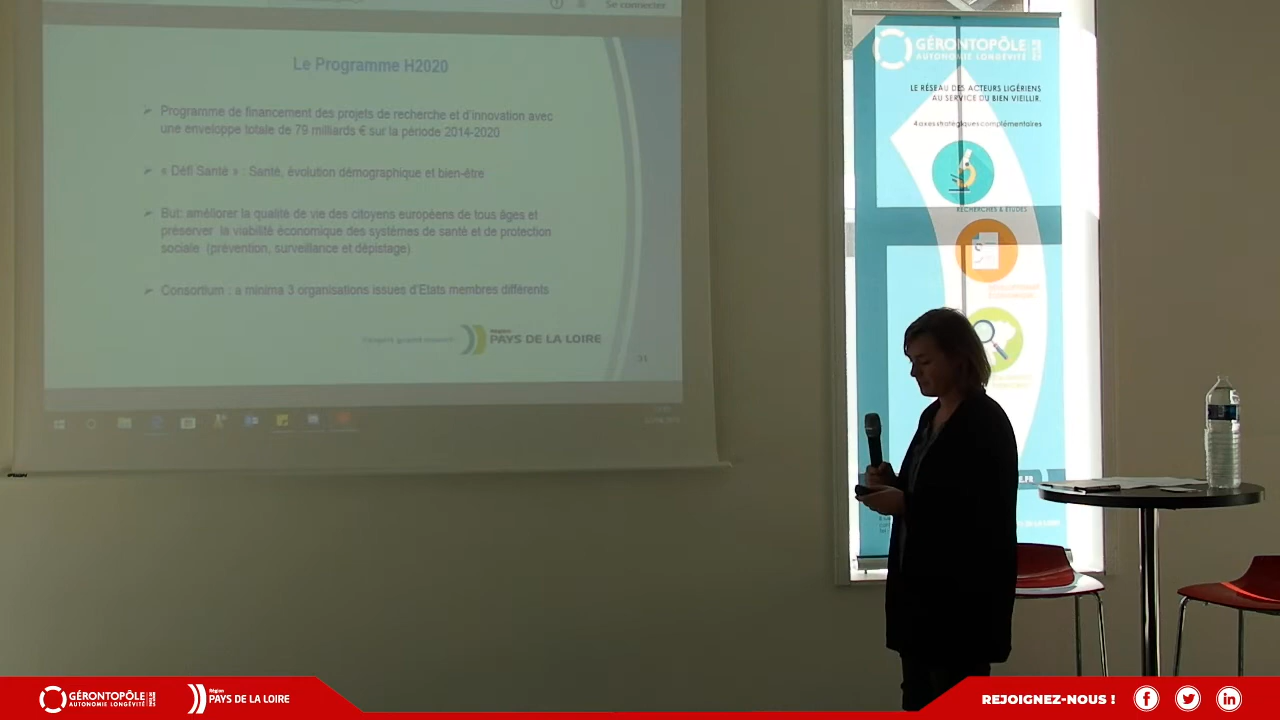 Se connecter
Le Programme H2020
Programme de financement des projets de recherche et d'innovation avec
une enveloppe totale de 79 milliards € sur la période 2014-2020
« Défi Santé » : Santé, évolution démographique et bien-être
But: améliorer la qualité de vie des citoyens européens de tous âges et
préserver la viabilité économique des systèmes de santé et de protection
sociale (prévention, surveillance et dépistage)
Consortium : a minima 3 organisations issues d'Etats membres différents
Région
PAYS DE LA LOIRE
31
GÉRONTOPÔLE
AUTONOMIE LONGÉVITÉ
LE RÉSEAU DES ACTEURS LIGÉRIENS
AU SERVICE DU BIEN VIEILLIR.
4 axes stratégiques complémentaires
RECHERCHES & ÉTUDES
GÉRONTOPÔLE
AUTONOMIE LONGÉVITÉ
Région
PAYS DE LA LOIRE
REJOIGNEZ-NOUS !